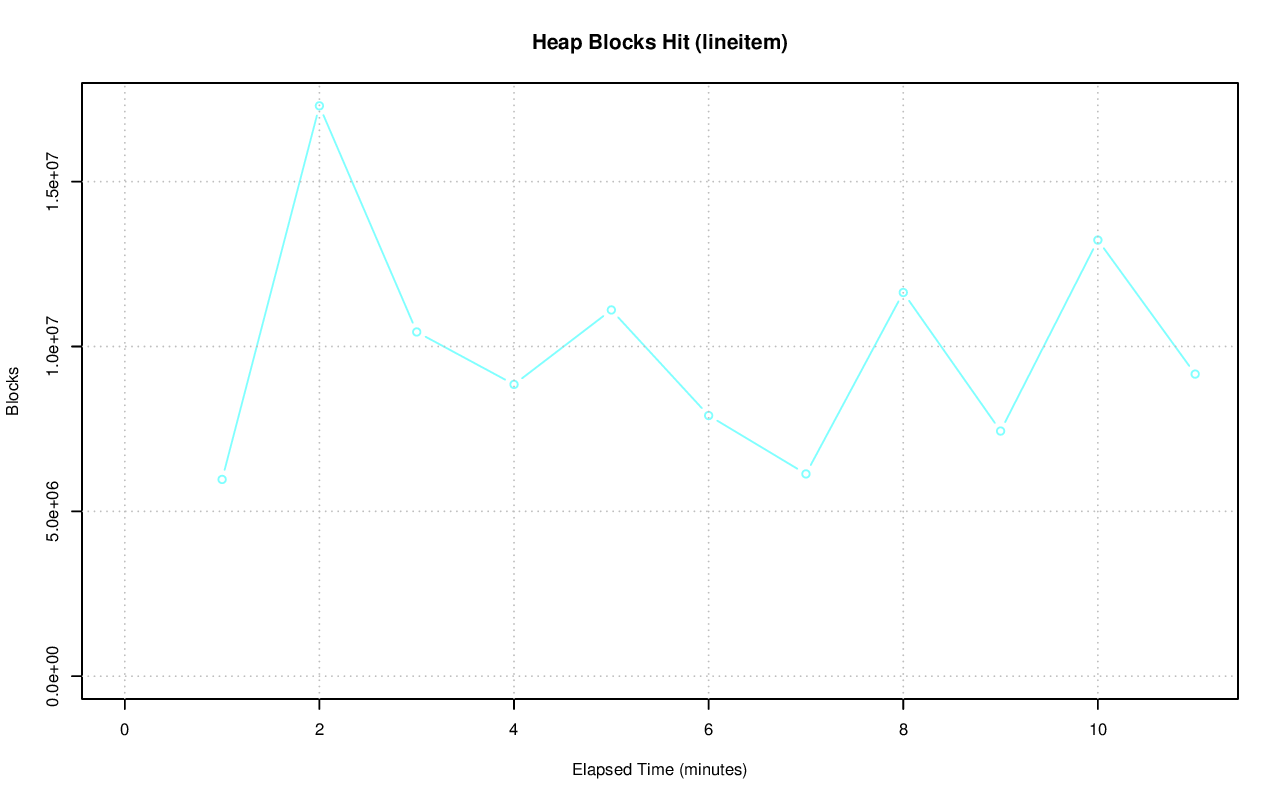 Heap Blocks Hit (lineitem)
Blocks
1.5e+07
1.0e+07
5.0e+06
0.0e+00
0 2 4 6 8 10
Elapsed Time (minutes)